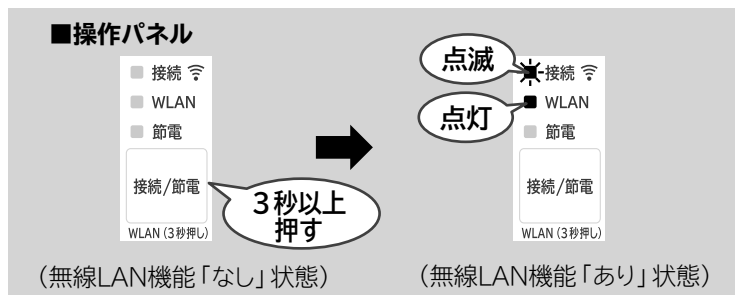 ■操作パネル
接続
WLAN
節電
接続/節電
WLAN（3秒押し）
3秒以上
押す
（無線LAN機能「なし」状態）
点滅
接続
点灯
WLAN
節電
接続/節電
WLAN（3秒押し）
（無線LAN機能「あり」状態）